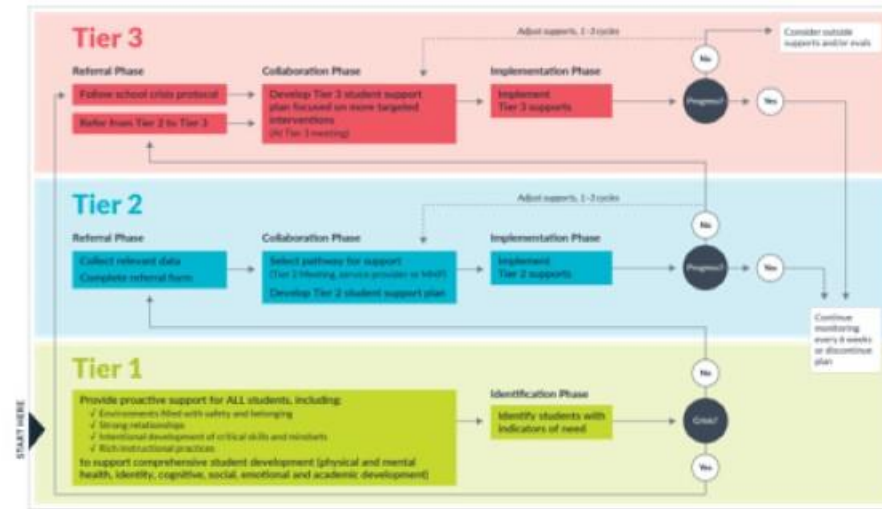 Tier 3
Adjust supports, 1-3 cycles
Consider outside
supports and/or evals
No
Referral Phase
Collaboration Phase
Implementation Phase
Follow school crisis protocol
Refer from Tier 2 to Tier 3
Develop Tier 3 student support
plan focused on more targeted
interventions
(At Tier 3 meeting)
Implement
Tier 3 supports
Progress?
Yes
Tier 2
Adjust supports, 1-3 cycles
No
Referral Phase
Collaboration Phase
Implementation Phase
Collect relevant data
Complete referral form
Select pathway for support
(Tier 2 Meeting, service provider or MHP)
Develop Tier 2 student support plan
Implement
Tier 2 supports
Progress?
Yes
Continue
monitoring
every 6 weeks
or discontinue
plan
Tier 1
No
START HERE
Provide proactive support for ALL students, including:
√ Environments filled with safety and belonging
√ Strong relationships
√ Intentional development of critical skills and mindsets
√ Rich instructional practices
to support comprehensive student development (physical and mental
health, identity, cognitive, social, emotional and academic development)
Identification Phase
Identify students with
indicators of need
Crisis?
Yes